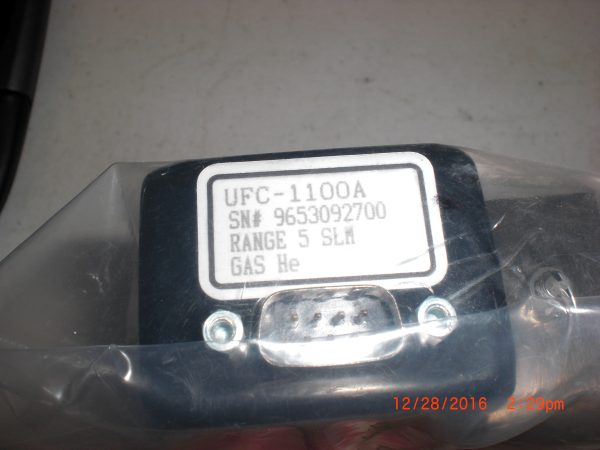 UFC-1100A
SN# 9653092700
RANGE 5 SLM
GAS He
12/28/2016 2:29pm